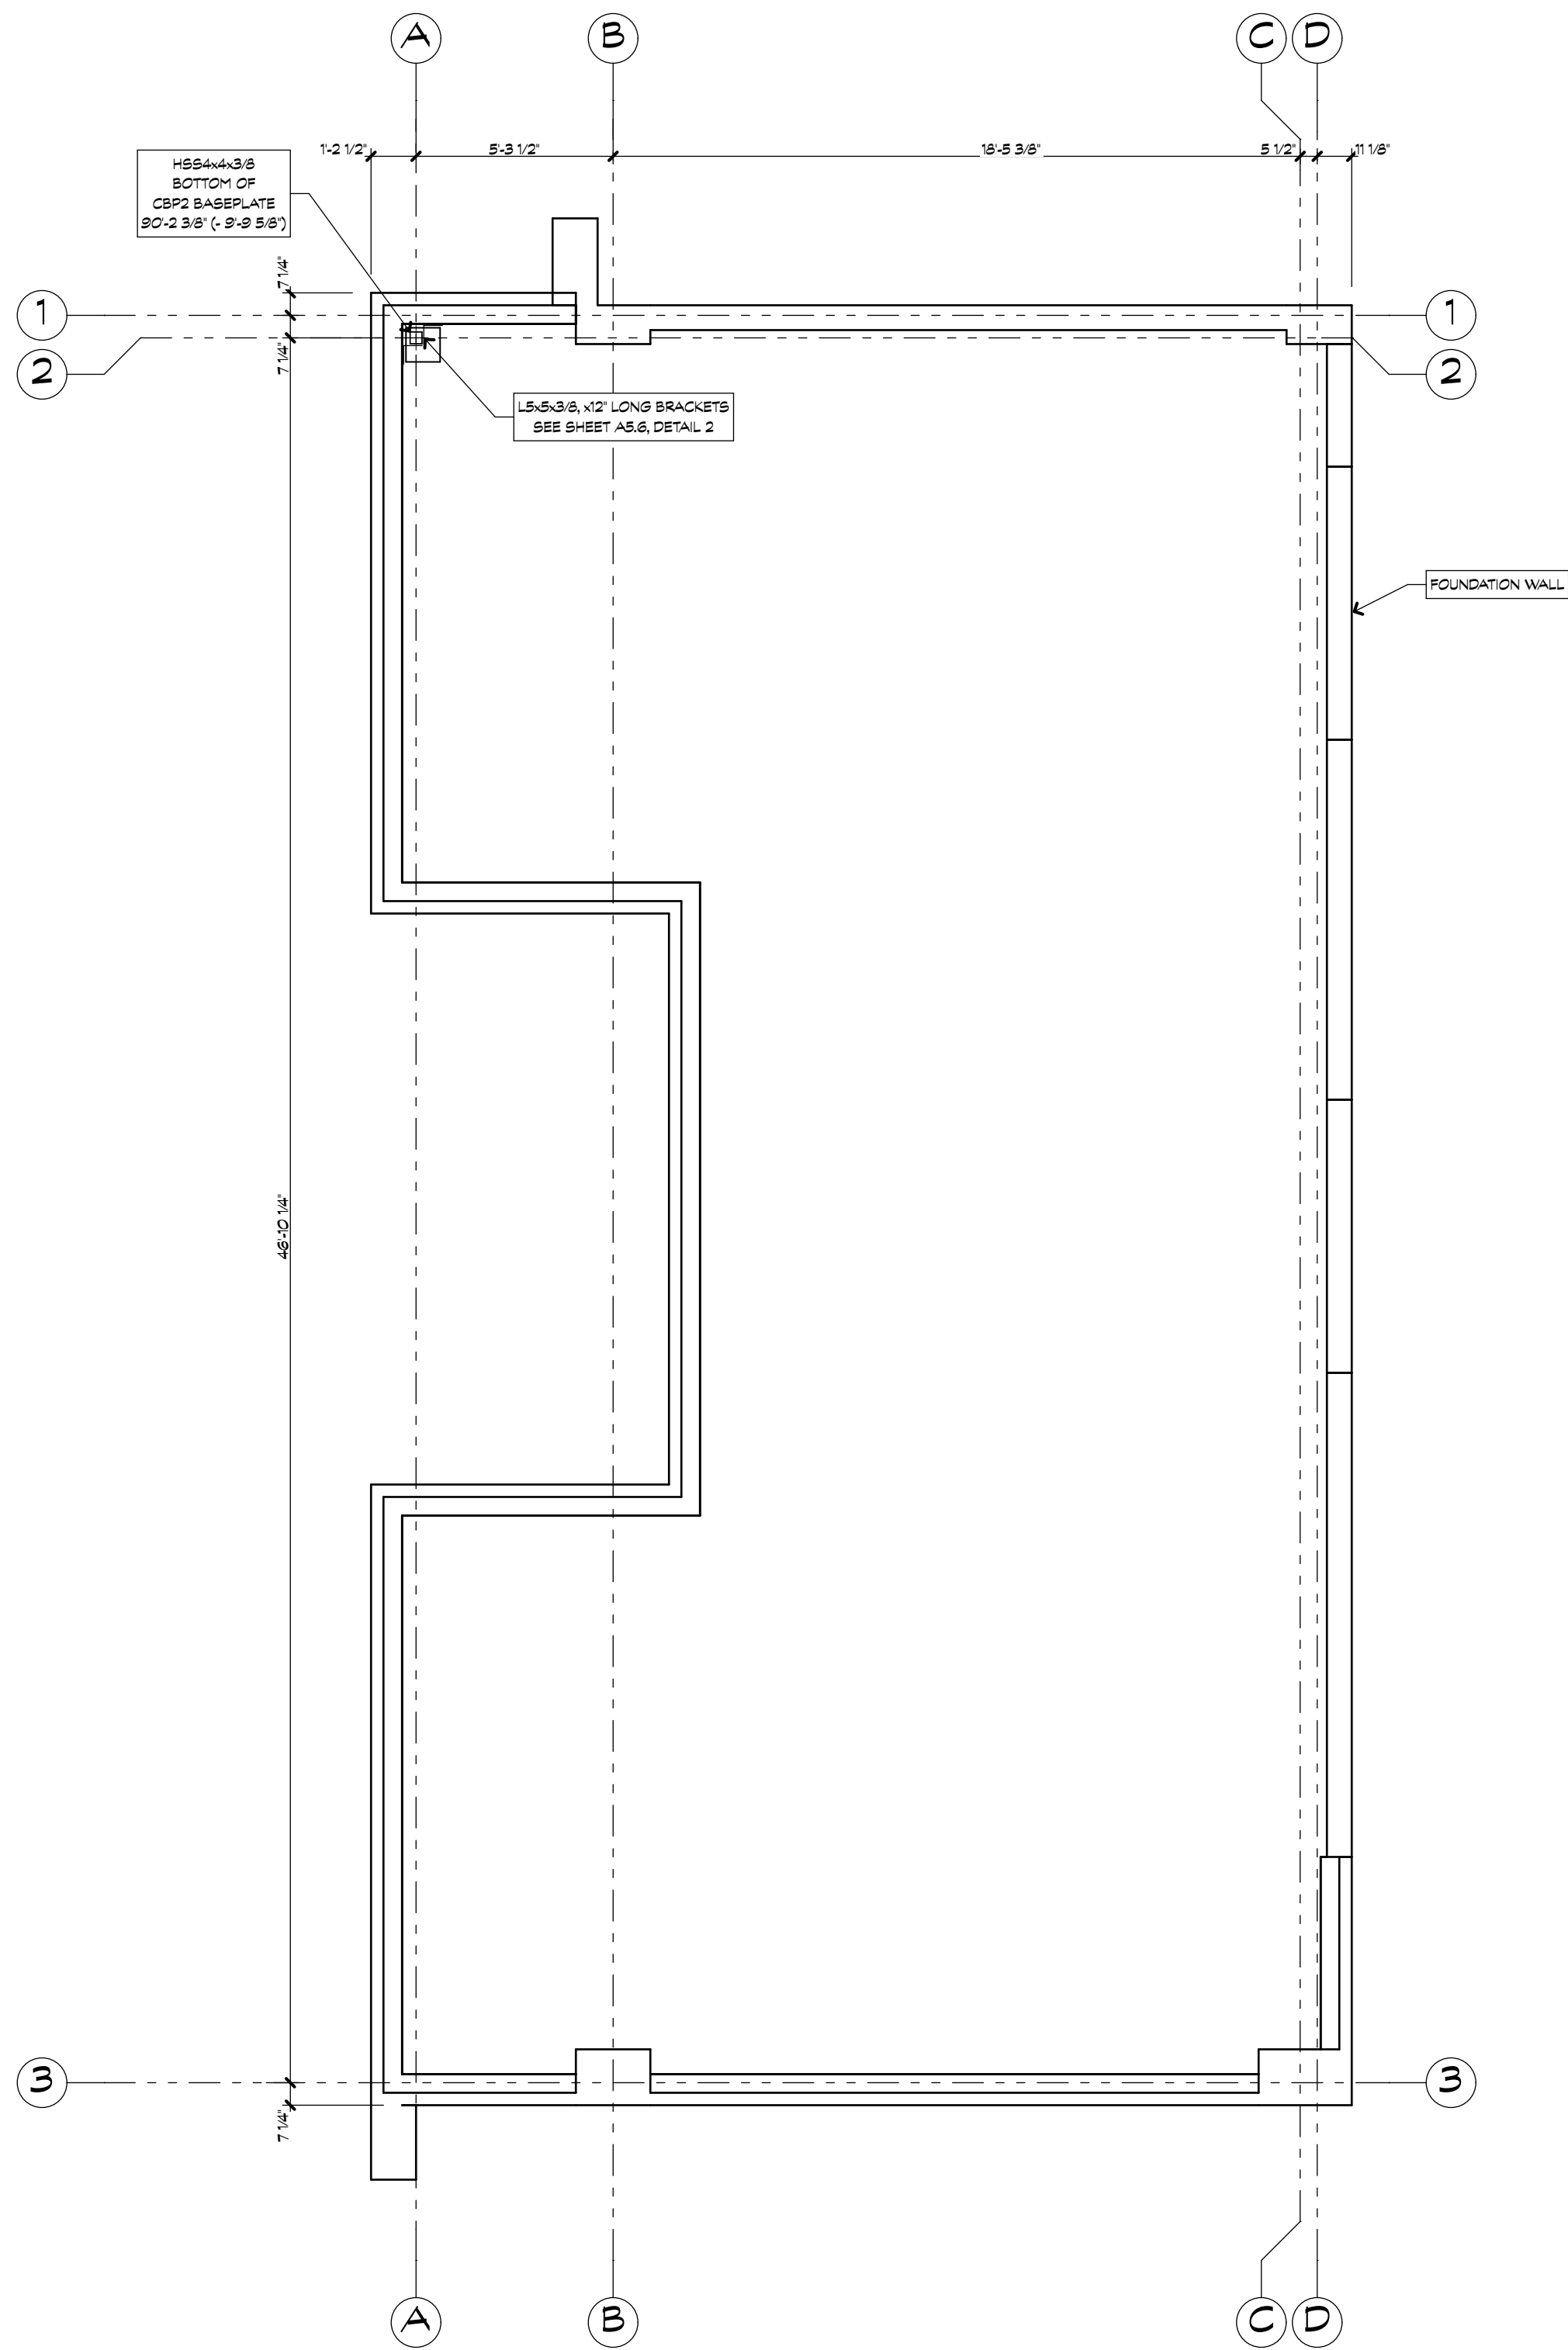 A
B
C
D
1'-2 1/2"
5'-3 1/2"
18'-5 3/8"
5 1/2"
11 1/8"
HSS4x4x3/8
BOTTOM OF
CBP2 BASEPLATE
90'-2 3/8" (- 9'-9 5/8")
7 1/4"
1
1
7 1/4"
2
2
L5x5x3/8, x12" LONG BRACKETS
SEE SHEET A5.6, DETAIL 2
FOUNDATION WALL
46'-10 1/4"
3
3
7 1/4"
A
B
C
D